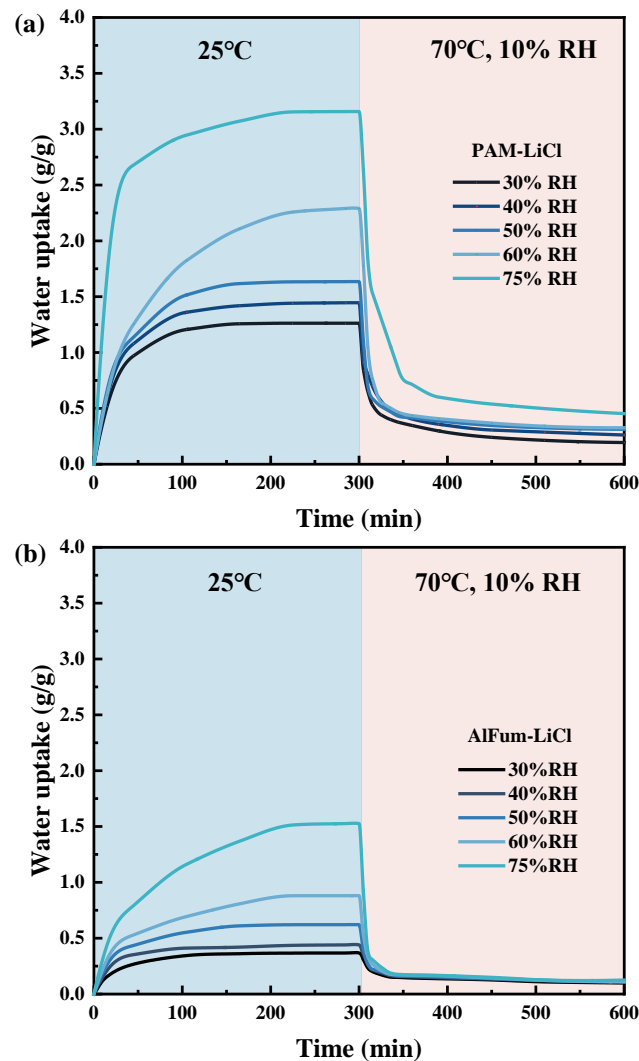 (a)
25℃
70℃, 10% RH
PAM-LiCl
30% RH
40% RH
50% RH
60% RH
75% RH
Water uptake (g/g)
4.0
3.5
3.0
2.5
2.0
1.5
1.0
0.5
0.0
0 100 200 300 400 500 600
Time (min)
(b)
25℃
70℃, 10% RH
AlFum-LiCl
30%RH
40%RH
50%RH
60%RH
75%RH
Water uptake (g/g)
4.0
3.5
3.0
2.5
2.0
1.5
1.0
0.5
0.0
0 100 200 300 400 500 600
Time (min)